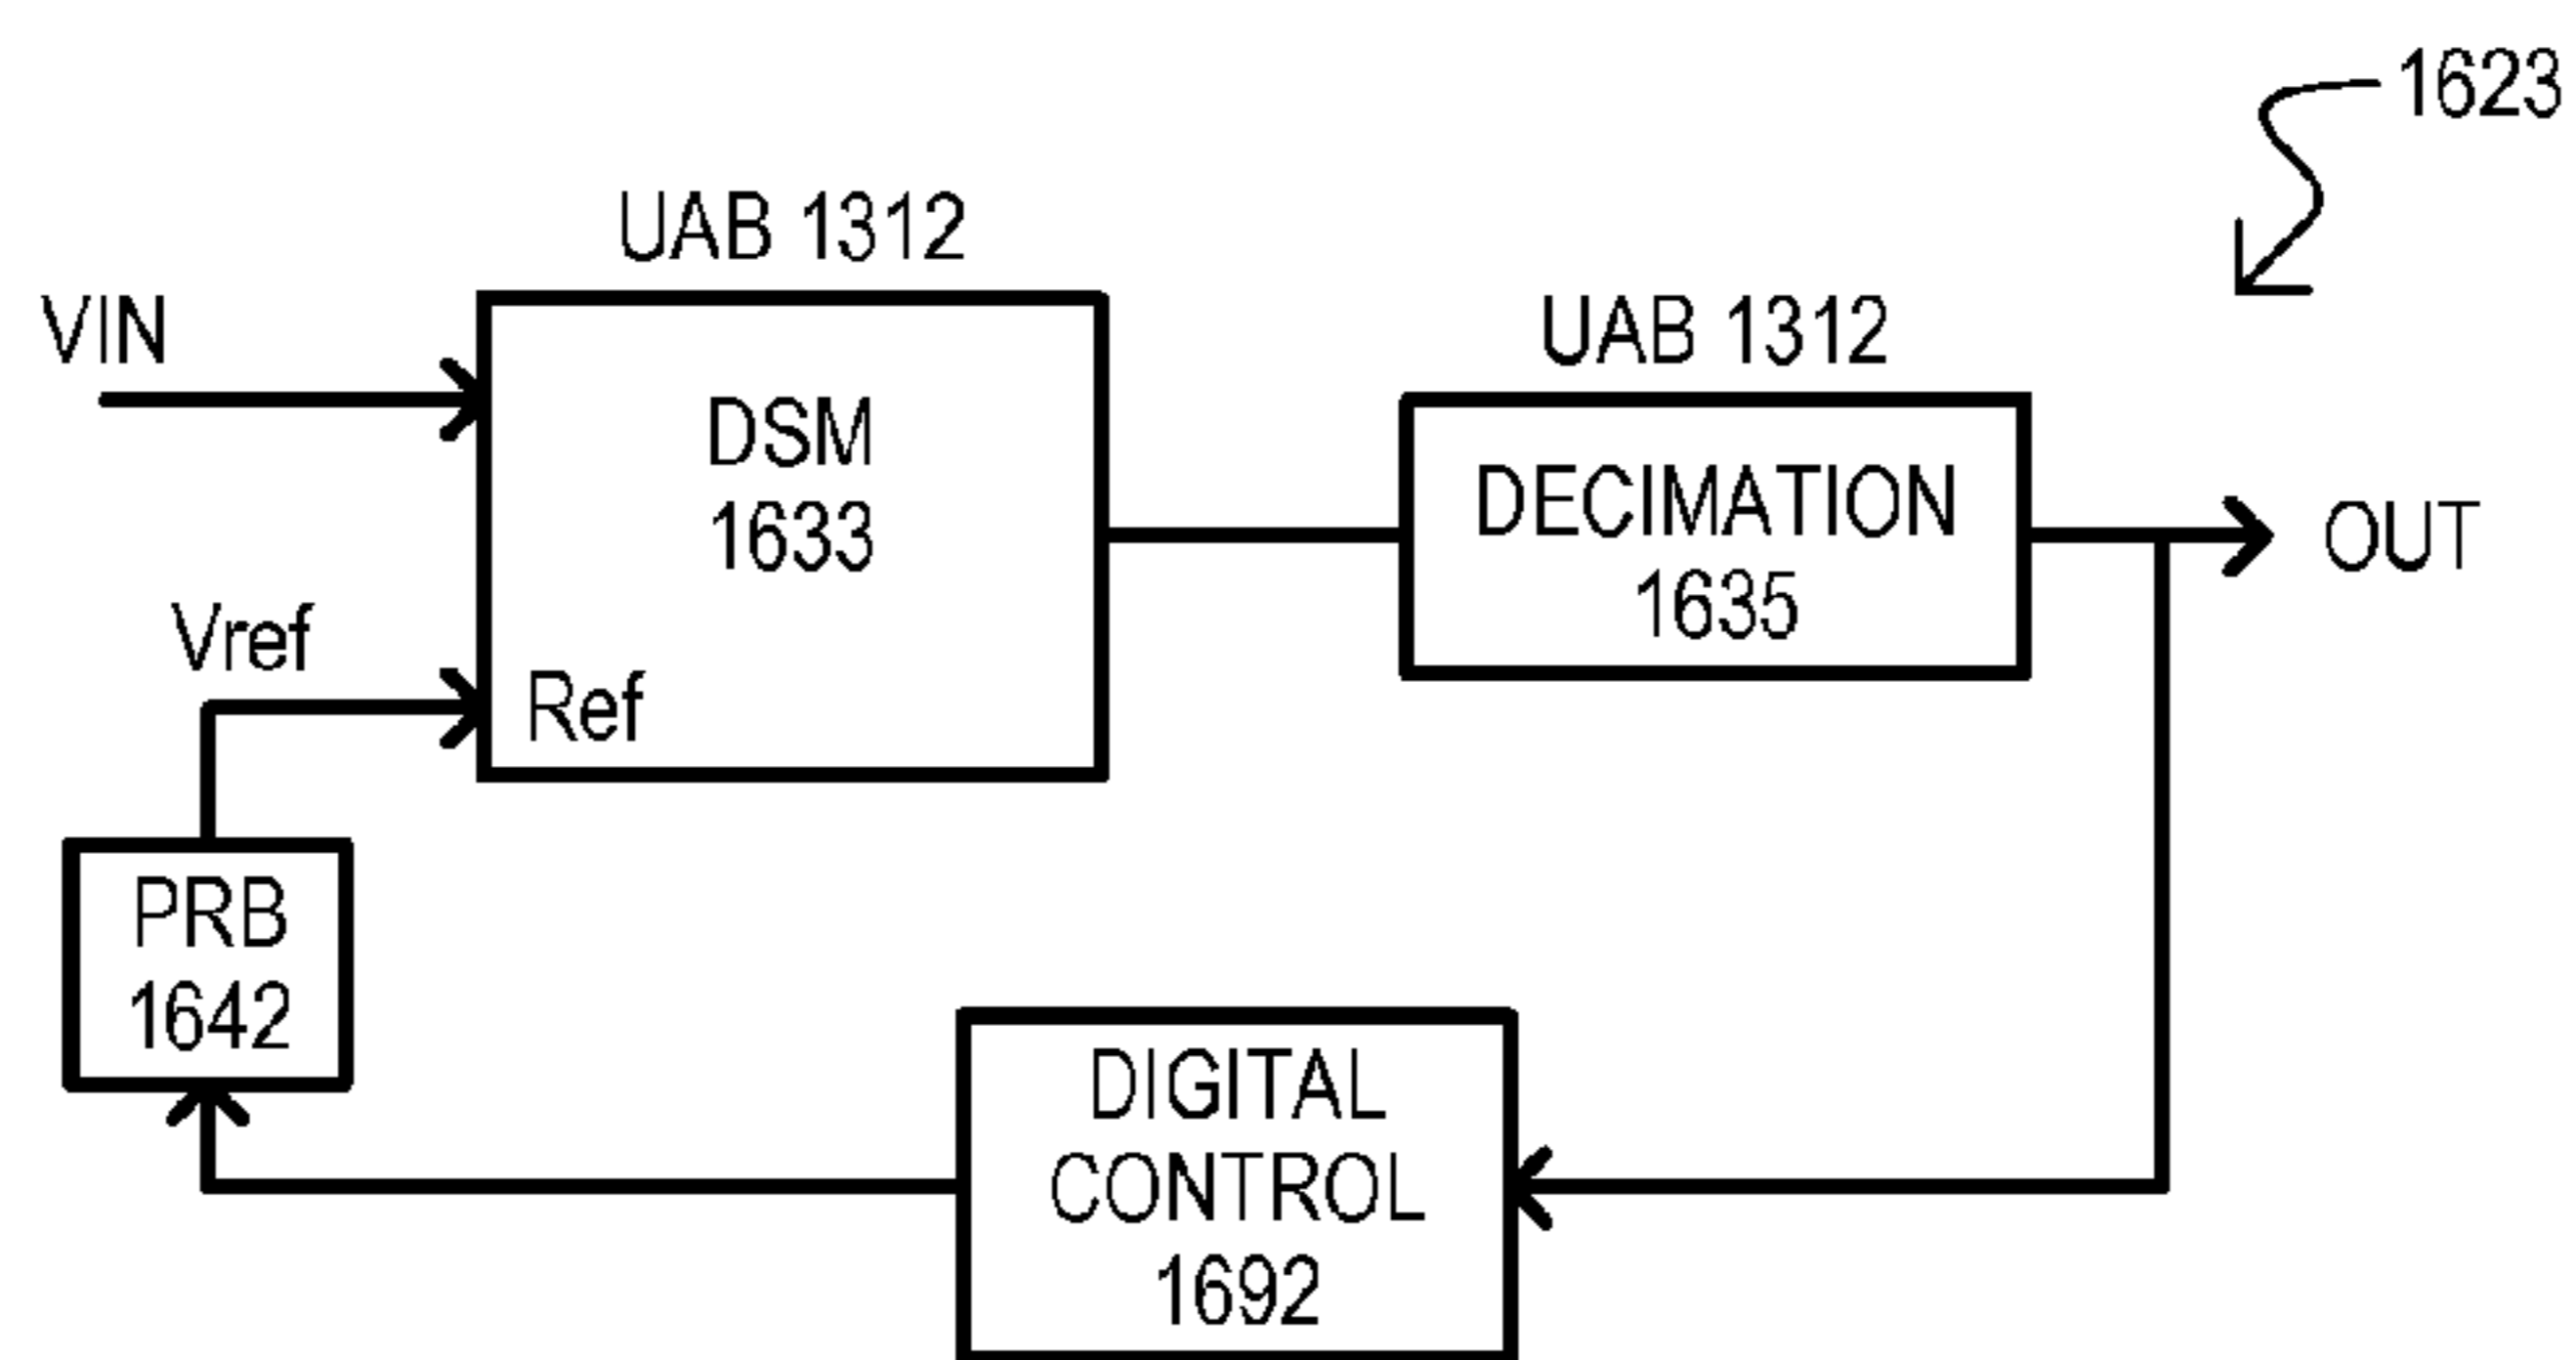 1623
UAB 1312
VIN
UAB 1312
DSM
1633
DECIMATION
1635
OUT
Vref
Ref
PRB
1642
DIGITAL
CONTROL
1692